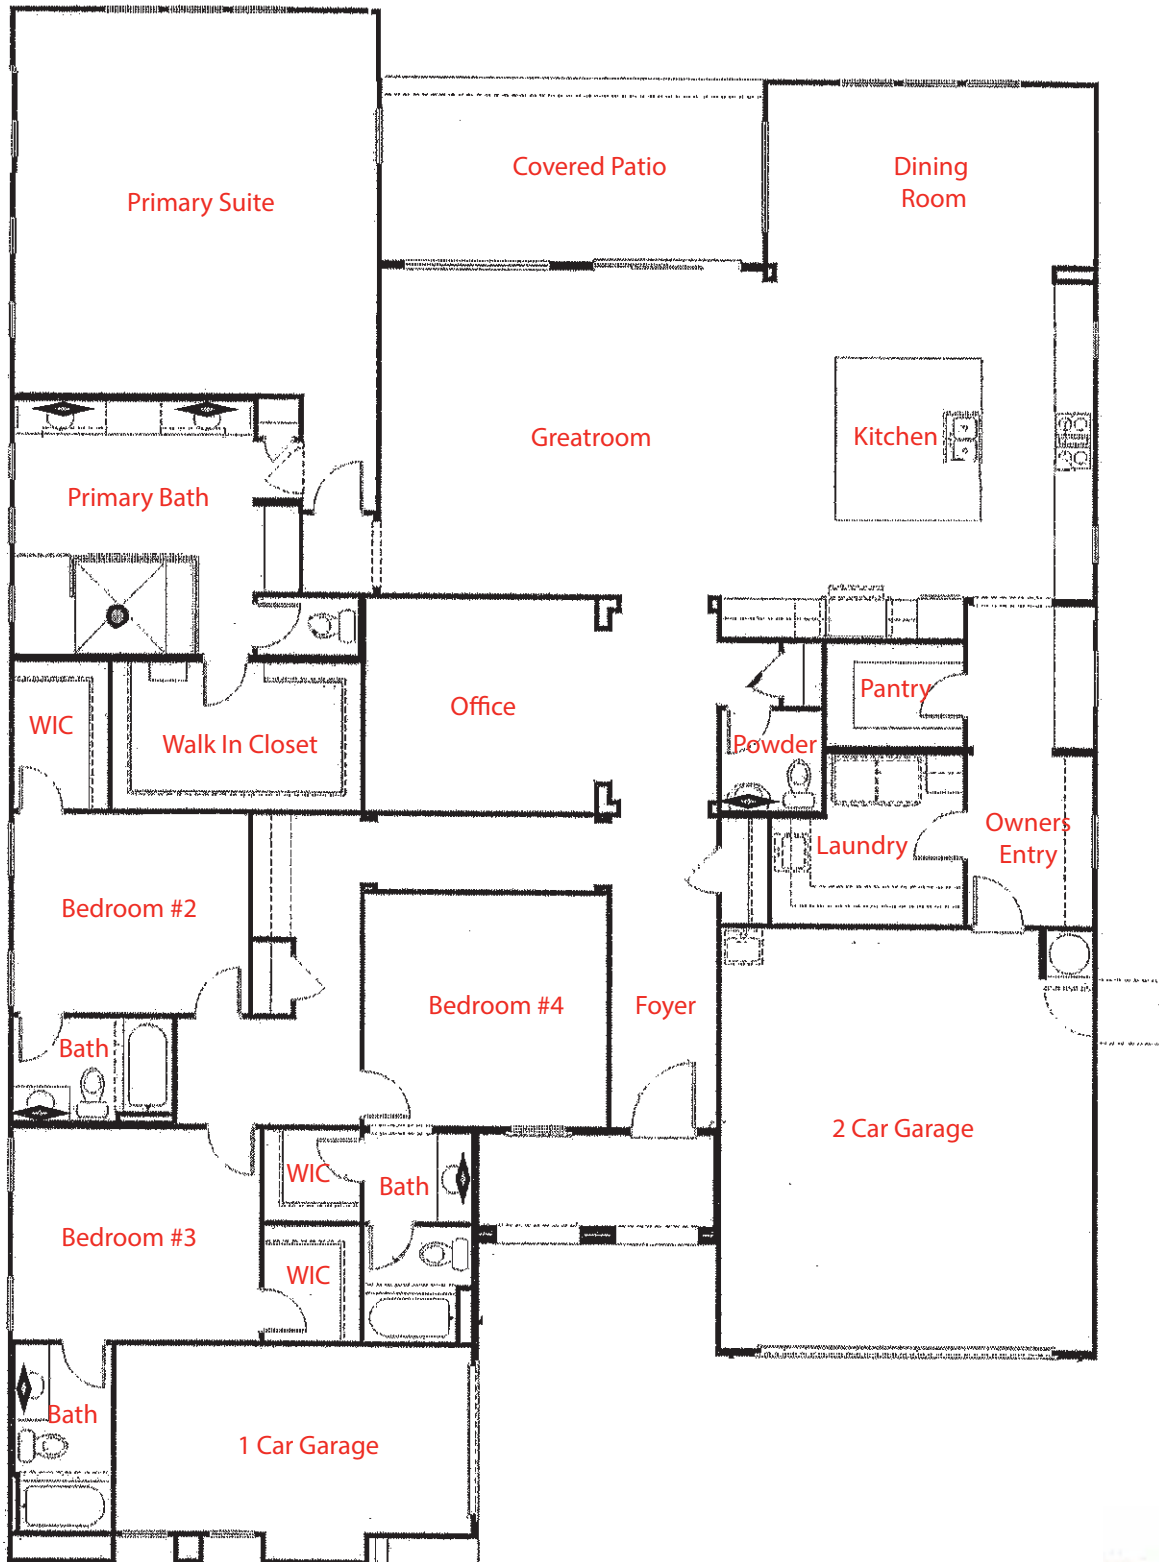 Covered Patio
Dining
Room
Primary Suite
Greatroom
Kitchen
Primary Bath
Pantry
Office
WIC
Walk In Closet
Powder
Owners
Entry
Laundry
Bedroom #2
Bedroom #4
Foyer
Bath
2 Car Garage
WIC
Bath
Bedroom #3
WIC
Bath
1 Car Garage